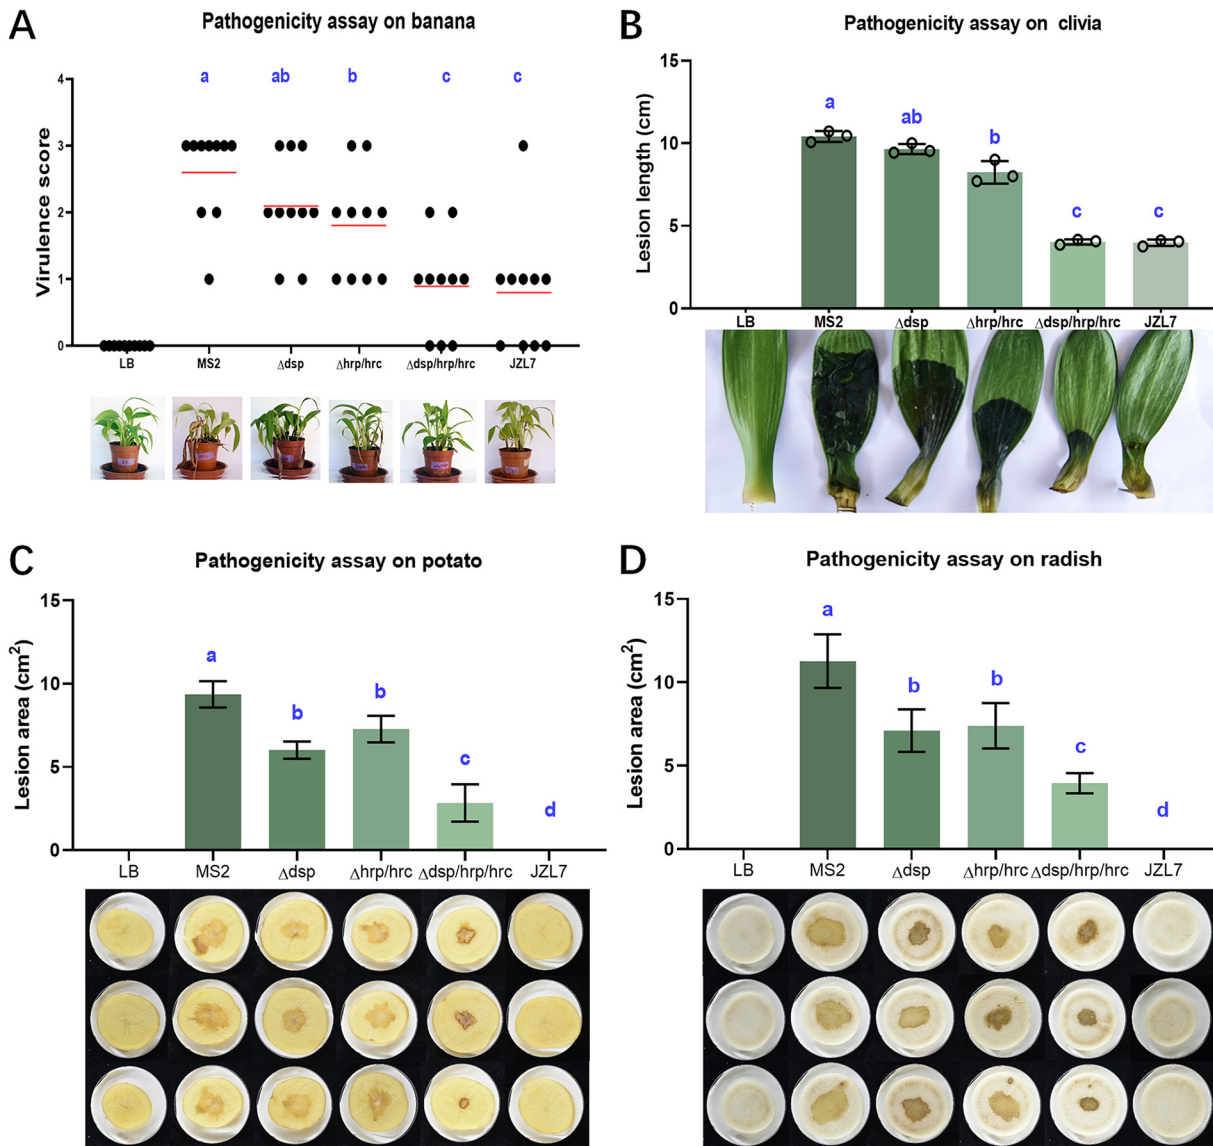 A
Pathogenicity assay on banana
Virulence score
4
3
2
1
0
a
ab
b
c
c
LB
MS2
Δdsp
Δhrp/hrc
Δdsp/hrp/hrc
JZL7
B
Pathogenicity assay on clivia
Lesion length (cm)
15
10
5
0
a
ab
b
c
c
LB
MS2
Δdsp
Δhrp/hrc
Δdsp/hrp/hrc
JZL7
C
Pathogenicity assay on potato
Lesion area (cm²)
15
10
5
0
a
b
b
c
d
LB
MS2
Δdsp
Δhrp/hrc
Δdsp/hrp/hrc
JZL7
D
Pathogenicity assay on radish
Lesion area (cm²)
15
10
5
0
a
b
b
c
d
LB
MS2
Δdsp
Δhrp/hrc
Δdsp/hrp/hrc
JZL7